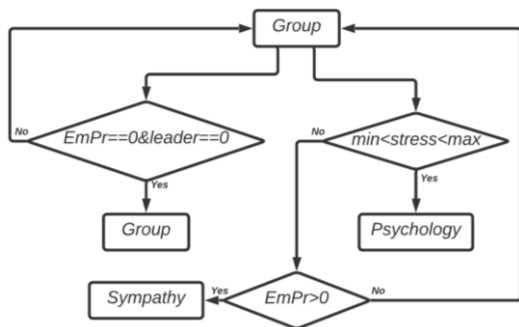 Group
No
EmPr==0&leader==0
No
min<stress<max
Yes
Yes
Group
Psychology
Sympathy
Yes
EmPr>0
No